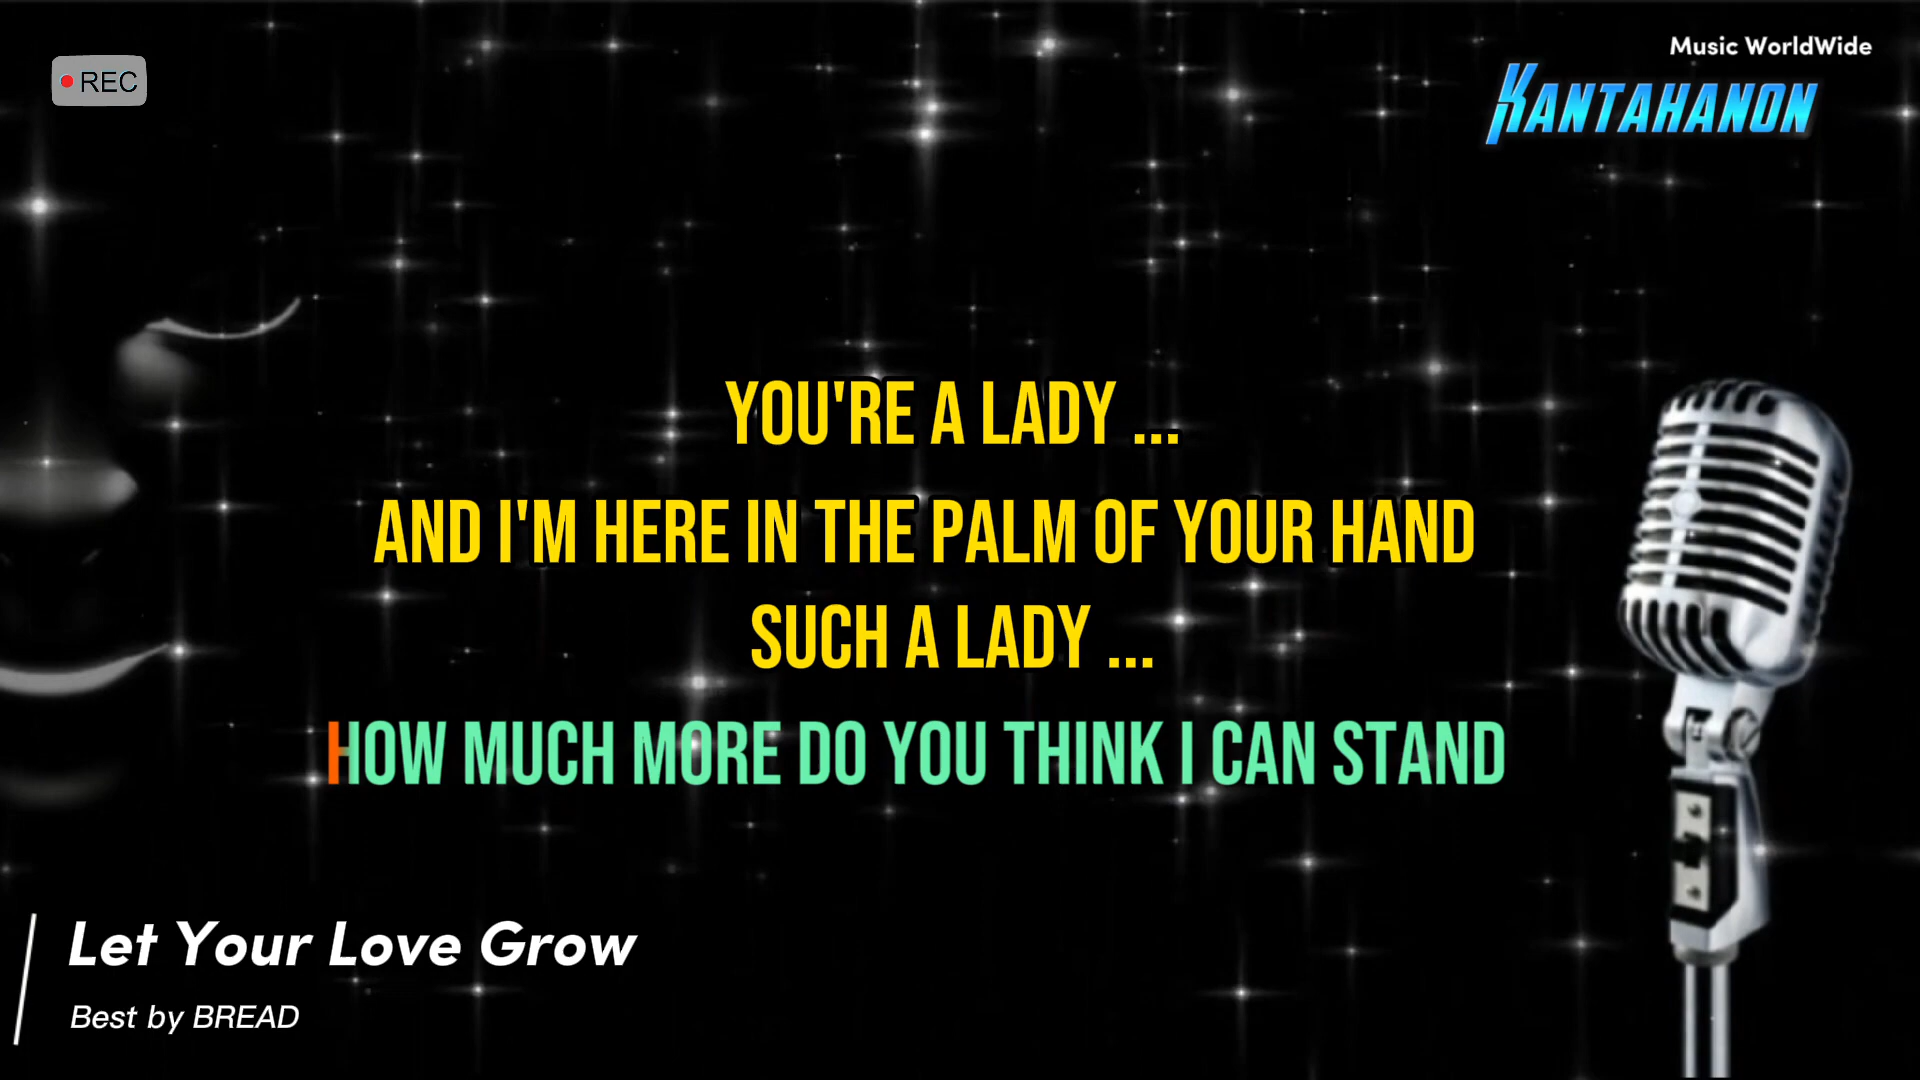 REC
Music WorldWide
KANTAHANON
YOU'RE A LADY ...
AND I'M HERE IN THE PALM OF YOUR HAND
SUCH A LADY ...
HOW MUCH MORE DO YOU THINK I CAN STAND
Let Your Love Grow
Best by BREAD